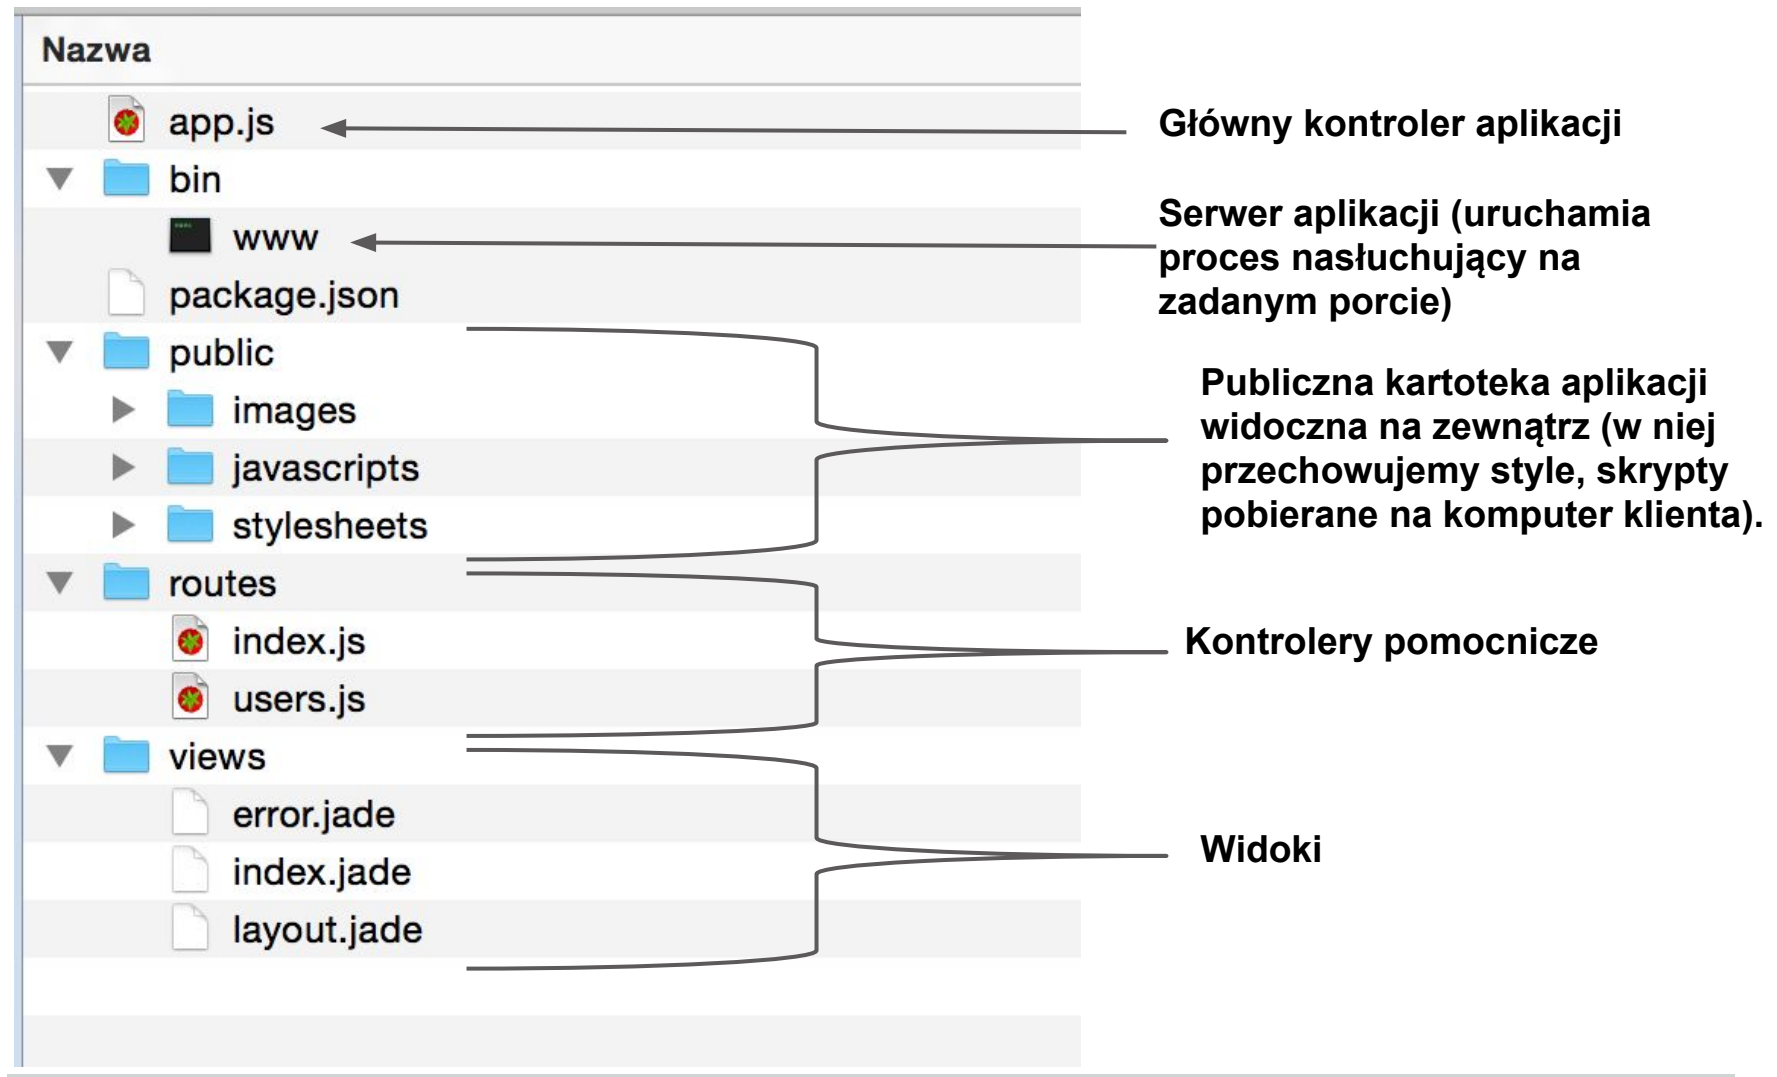 Nazwa
app.js
Główny kontroler aplikacji
bin
www
Serwer aplikacji (uruchamia
proces nasłuchujący na
zadanym porcie)
package.json
public
images
javascripts
stylesheets
Publiczna kartoteka aplikacji
widoczna na zewnątrz (w niej
przechowujemy style, skrypty
pobierane na komputer klienta).
routes
index.js
users.js
Kontrolery pomocnicze
views
error.jade
index.jade
layout.jade
Widoki